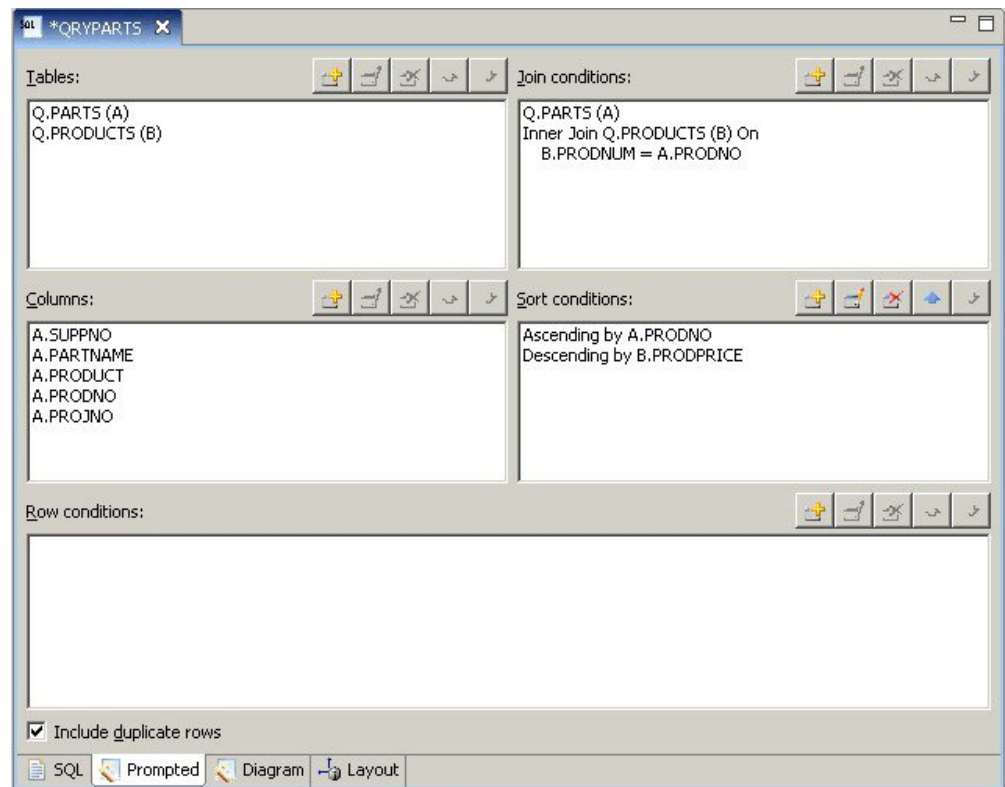 SQL *QRYPARTS
Tables:
Q.PARTS (A)
Q.PRODUCTS (B)
Join conditions:
Q.PARTS (A)
Inner Join Q.PRODUCTS (B) On
B.PRODNUM = A.PRODNO
Columns:
A.SUPPNO
A.PARTNAME
A.PRODUCT
A.PRODNO
A.PROJNO
Sort conditions:
Ascending by A.PRODNO
Descending by B.PRODPRICE
Row conditions:
Include duplicate rows
SQL Prompted Diagram Layout